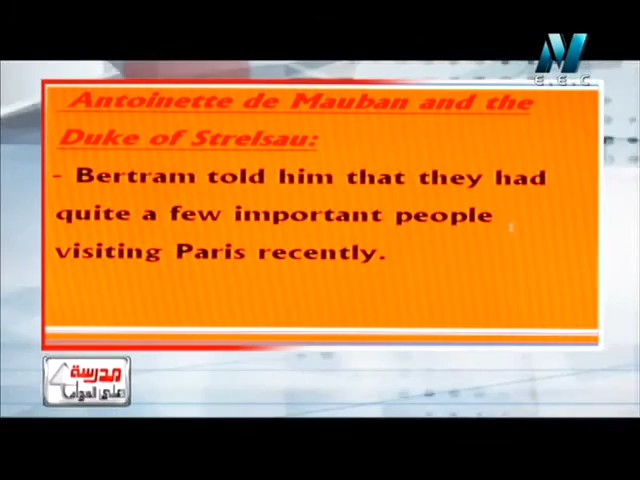 M
E.E.C
Antoinette de Mauban and the
Duke of Strelsau:
- Bertram told him that they had
quite a few important people
visiting Paris recently.
مدرسة
على الهواء